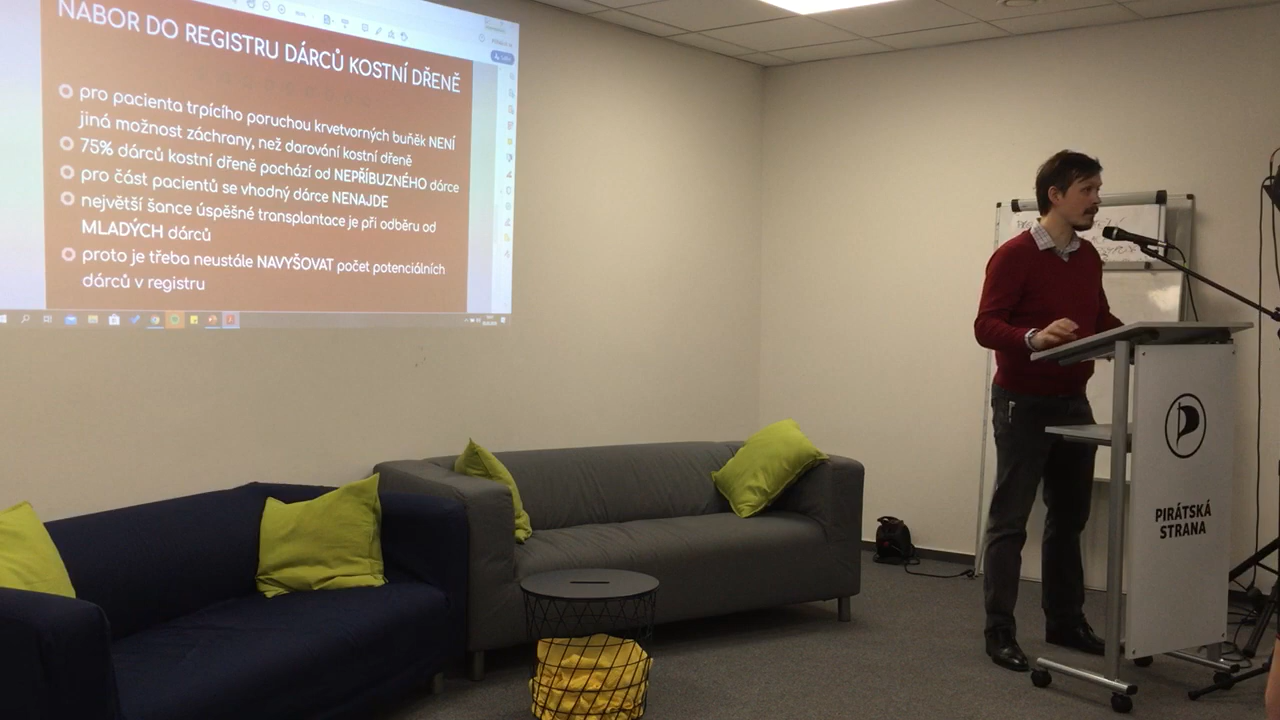 NÁBOR DO REGISTRU DÁRCŮ KOSTNÍ DŘENĚ
pro pacienta trpícího poruchou krvetvorných buněk NENÍ
jiná možnost záchrany, než darování kostní dřeně
75% dárců kostní dřeně pochází od NEPŘÍBUZNÉHO dárce
pro část pacientů se vhodný dárce NENAJDE
největší šance úspěšné transplantace je při odběru od
MLADÝCH dárců
proto je třeba neustále NAVYŠOVAT počet potenciálních
dárců v registru
PIRÁTSKÁ
STRANA